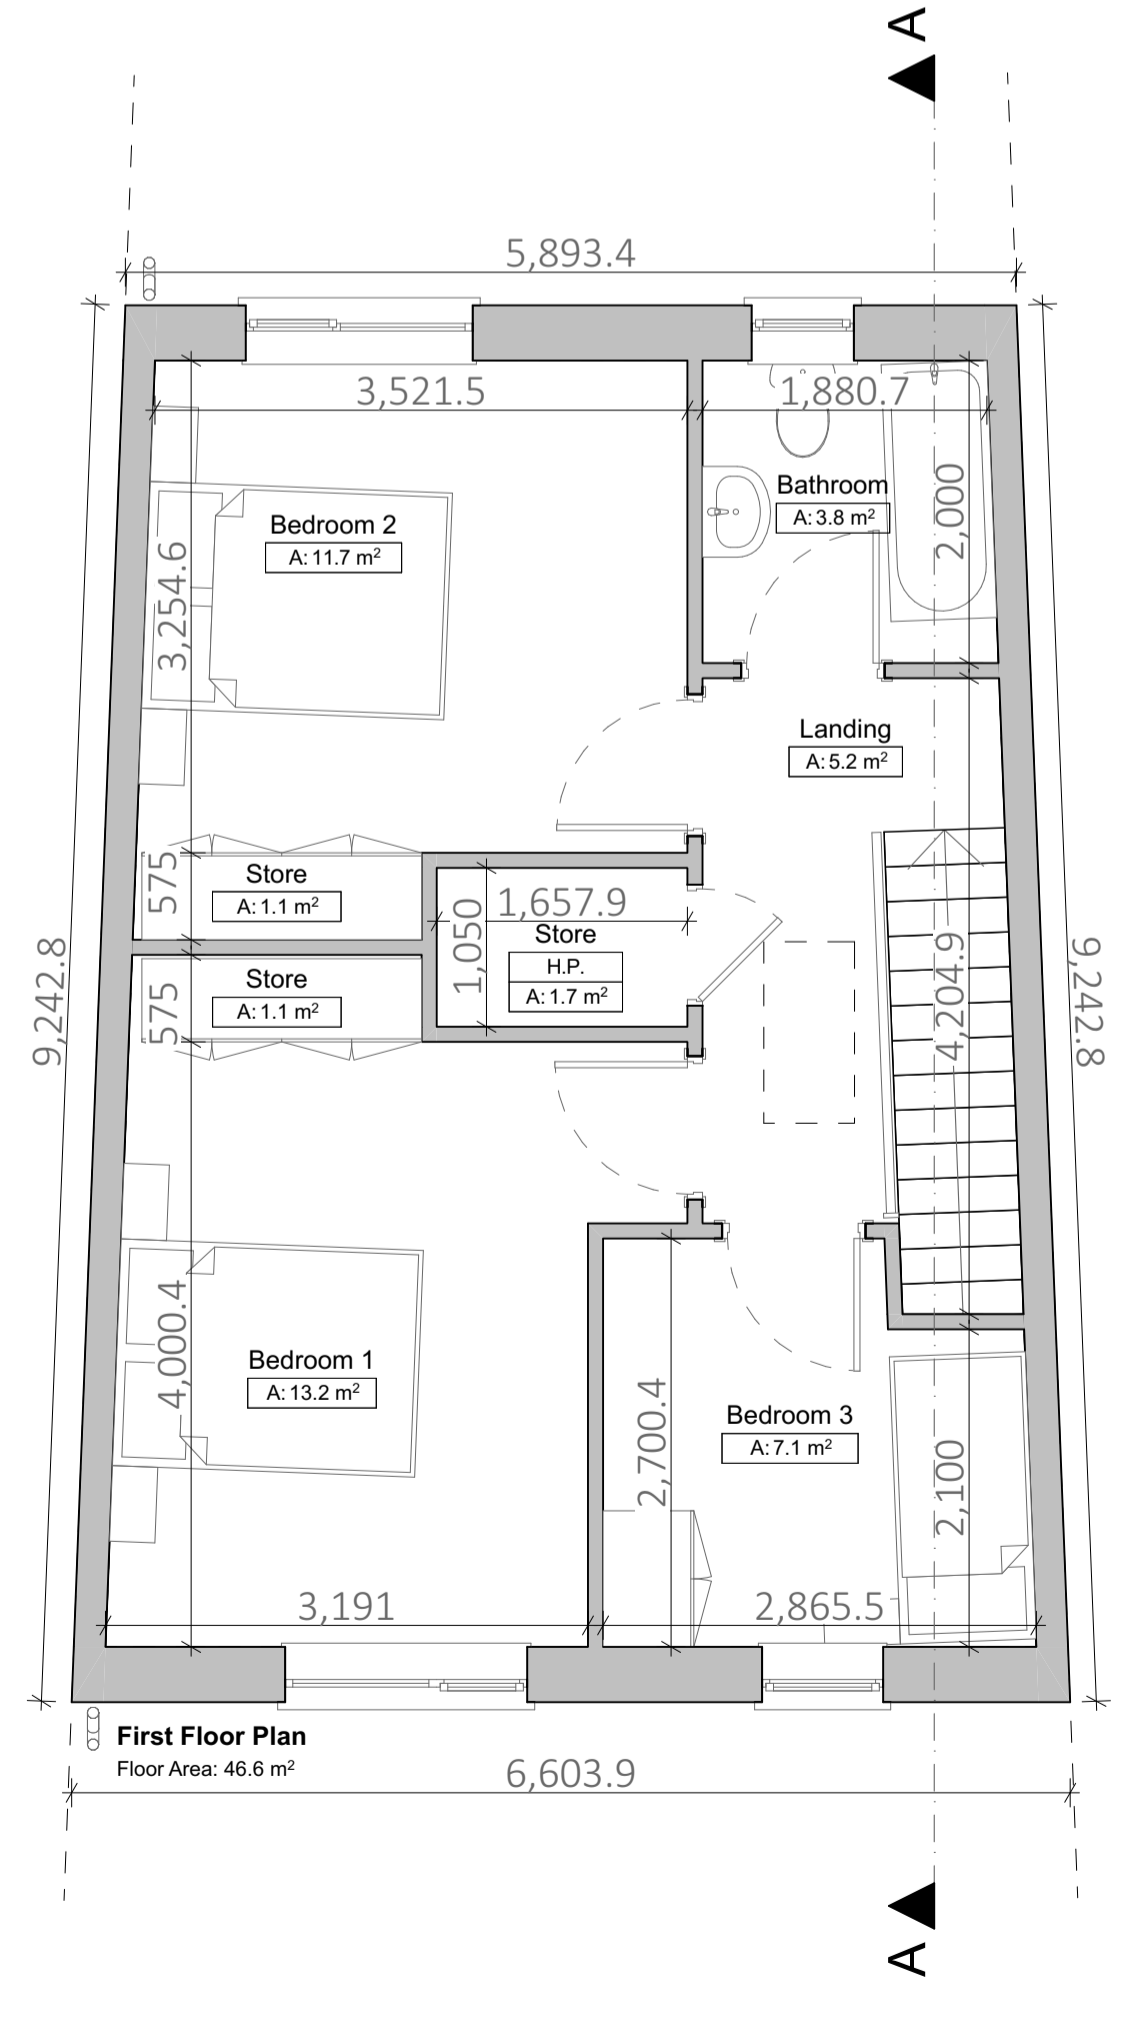 A
5,893.4
3,521.5
1,880.7
Bathroom
A: 3.8 m²
2,000
Bedroom 2
A: 11.7 m²
3,254.6
Landing
A: 5.2 m²
575
Store
A: 1.1 m²
1,657.9
1,050
Store
H.P.
A: 1.7 m²
9,242.8
4,204.9
9,242.8
575
Store
A: 1.1 m²
4,000.4
Bedroom 1
A: 13.2 m²
2,700.4
Bedroom 3
A: 7.1 m²
2,100
3,191
2,865.5
First Floor Plan
Floor Area: 46.6 m²
6,603.9
A